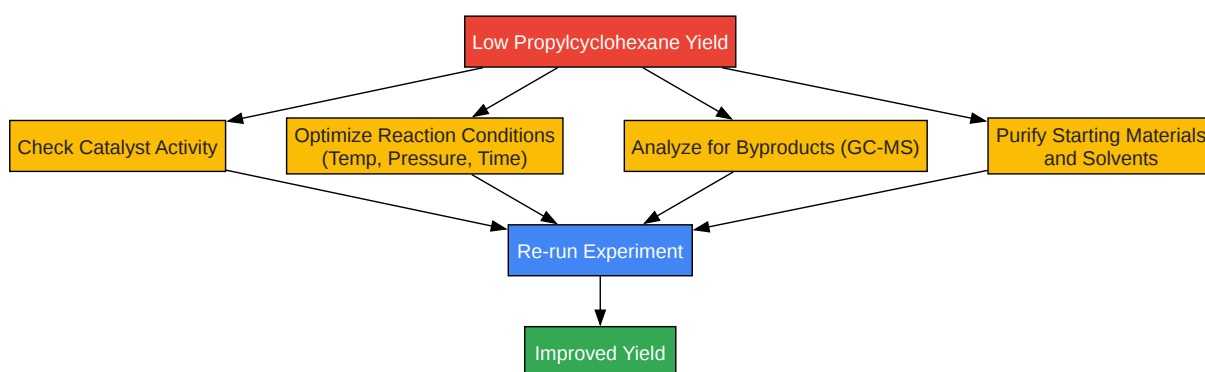 Low Propylcyclohexane Yield
Check Catalyst Activity
Optimize Reaction Conditions
(Temp, Pressure, Time)
Analyze for Byproducts (GC-MS)
Purify Starting Materials
and Solvents
Re-run Experiment
Improved Yield